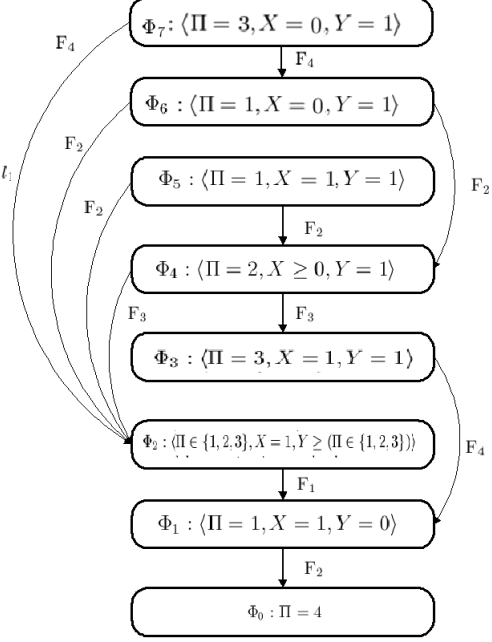 Φ₇ : ⟨Π = 3, X = 0, Y = 1⟩
F₄
F₄
Φ₆ : ⟨Π = 1, X = 0, Y = 1⟩
F₂
l₁
F₂
Φ₅ : ⟨Π = 1, X = 1, Y = 1⟩
F₂
F₂
Φ₄ : ⟨Π = 2, X ≥ 0, Y = 1⟩
F₃
F₃
Φ₃ : ⟨Π = 3, X = 1, Y = 1⟩
Φ₂ : ⟨Π ∈ {1, 2, 3}, X = 1, Y ≥ (Π ∈ {1, 2, 3})⟩
F₄
F₁
Φ₁ : ⟨Π = 1, X = 1, Y = 0⟩
F₂
Φ₀ : Π = 4